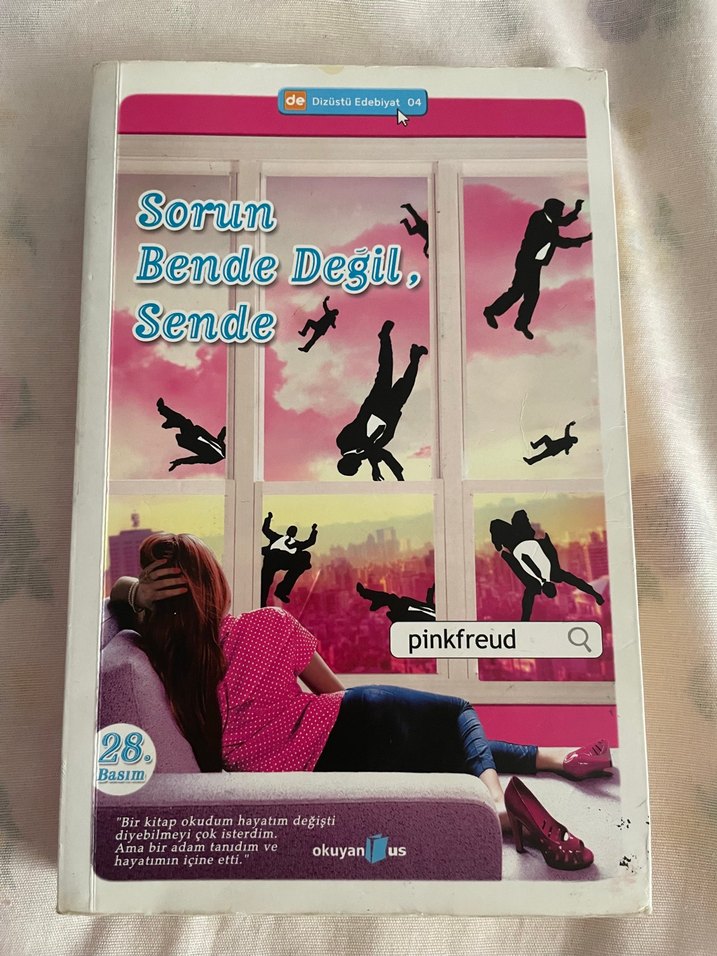 de Dizüstü Edebiyat 04
Sorun
Bende Değil,
Sende
pinkfreud
28.
Basım
"Bir kitap okudum hayatım değişti
diyebilmeyi çok isterdim.
Ama bir adam tanıdım ve
hayatımın içine etti."
okuyan us